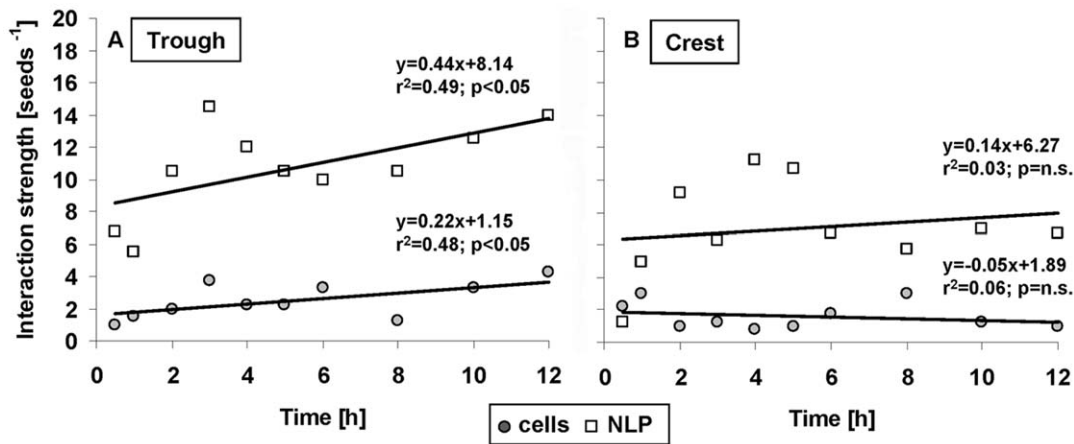 A Trough
B Crest
Interaction strength [seeds⁻¹]
20
18
16
14
12
10
8
6
4
2
0
y=0.44x+8.14
r²=0.49; p<0.05
y=0.22x+1.15
r²=0.48; p<0.05
y=0.14x+6.27
r²=0.03; p=n.s.
y=-0.05x+1.89
r²=0.06; p=n.s.
0 2 4 6 8 10 12
0 2 4 6 8 10 12
Time [h]
Time [h]
cells NLP